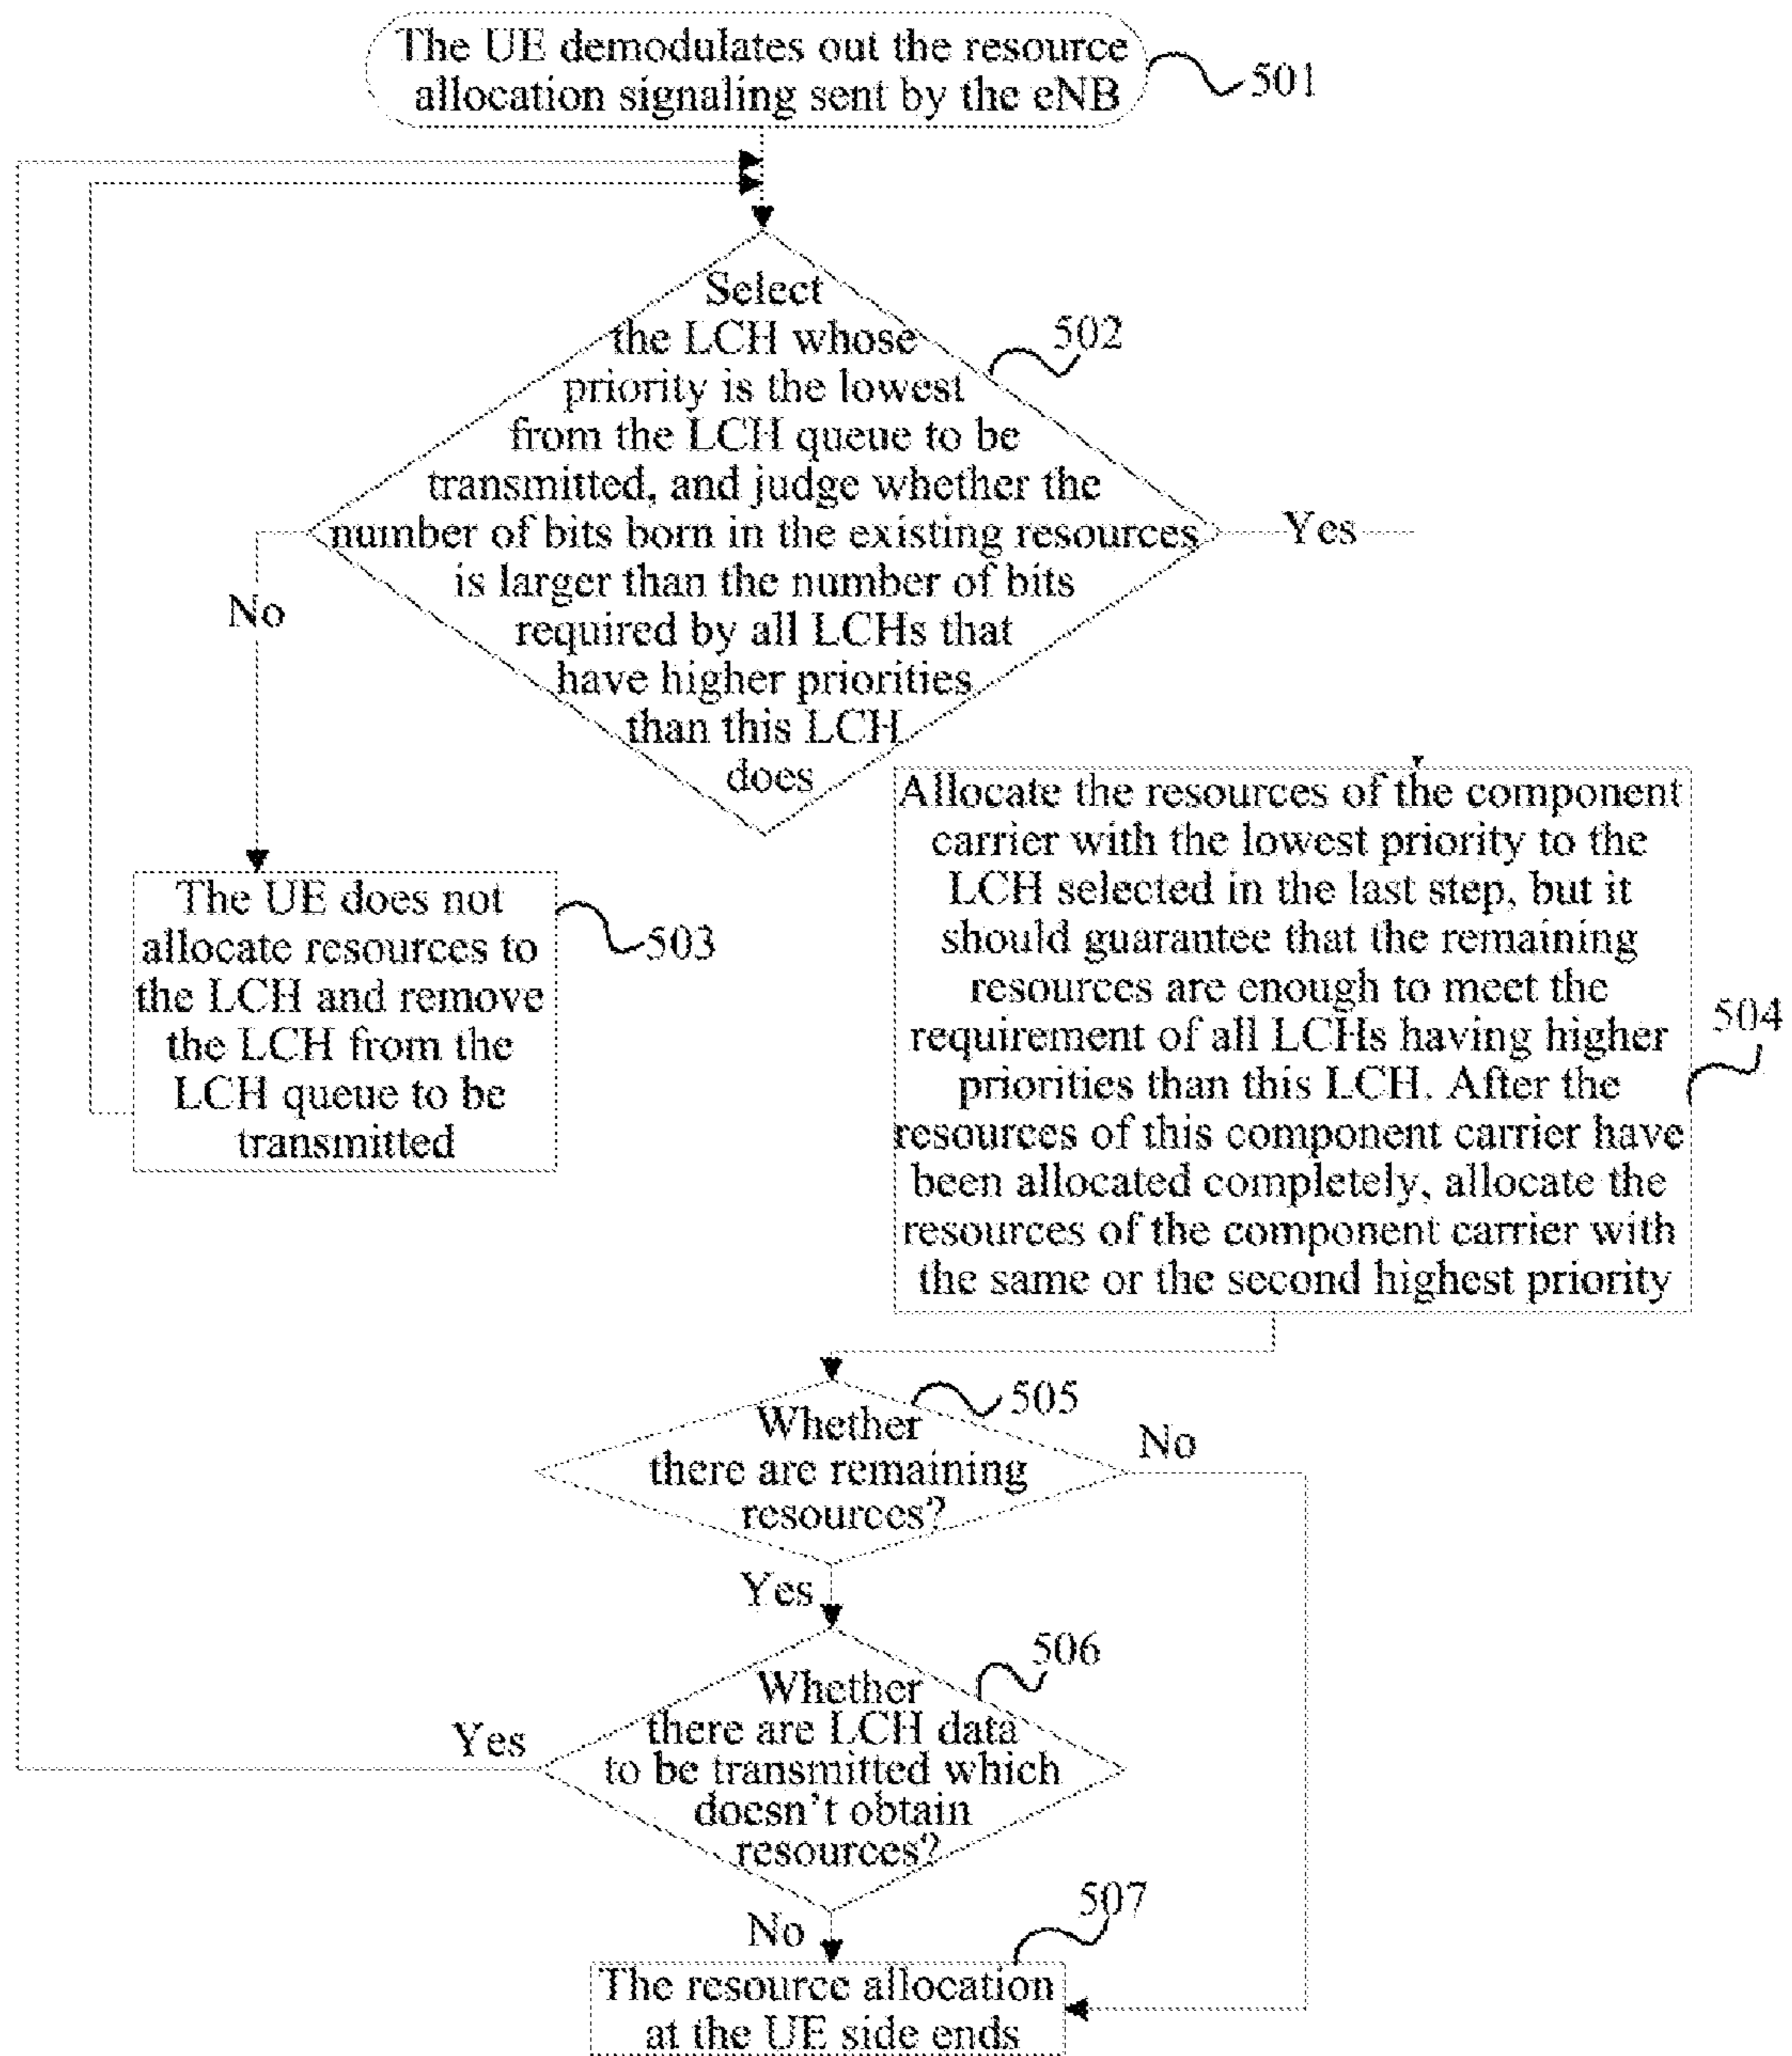 The UE demodulates out the resource
allocation signaling sent by the eNB
501
Select
the LCH whose
priority is the lowest
from the LCH queue to be
transmitted, and judge whether the
number of bits born in the existing resources
is larger than the number of bits
required by all LCHs that
have higher priorities
than this LCH
does
502
Yes
No
The UE does not
allocate resources to
the LCH and remove
the LCH from the
LCH queue to be
transmitted
503
Allocate the resources of the component
carrier with the lowest priority to the
LCH selected in the last step, but it
should guarantee that the remaining
resources are enough to meet the
requirement of all LCHs having higher
priorities than this LCH. After the
resources of this component carrier have
been allocated completely, allocate the
resources of the component carrier with
the same or the second highest priority
504
Whether
there are remaining
resources?
505
No
Yes
Whether
there are LCH data
to be transmitted which
doesn't obtain
resources?
506
Yes
No
The resource allocation
at the UE side ends
507